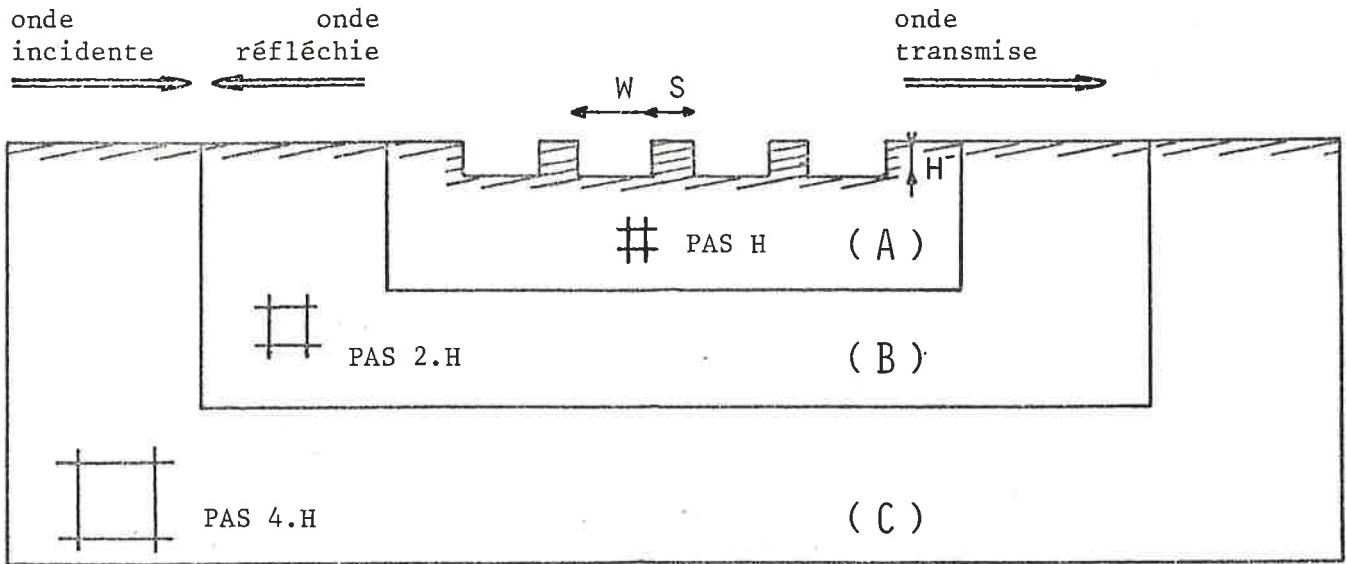 onde
incidente
onde
réfléchie
onde
transmise
W S
H
PAS H (A)
PAS 2.H (B)
PAS 4.H (C)